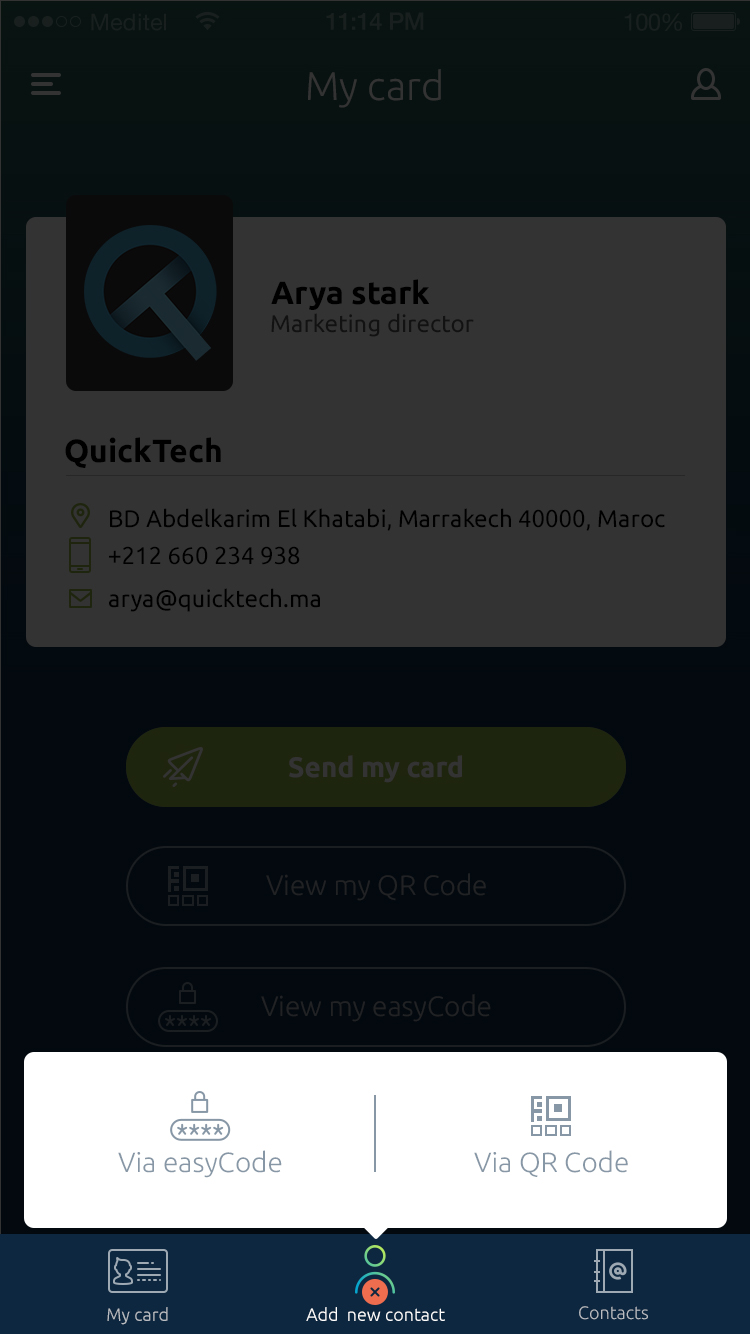 Meditel 11:14 PM 100%
My card
Arya stark
Marketing director
QuickTech
BD Abdelkarim El Khatabi, Marrakech 40000, Maroc
+212 660 234 938
arya@quicktech.ma
Send my card
View my QR Code
****
View my easyCode
****
Via easyCode
Via QR Code
My card
Add new contact
@
Contacts